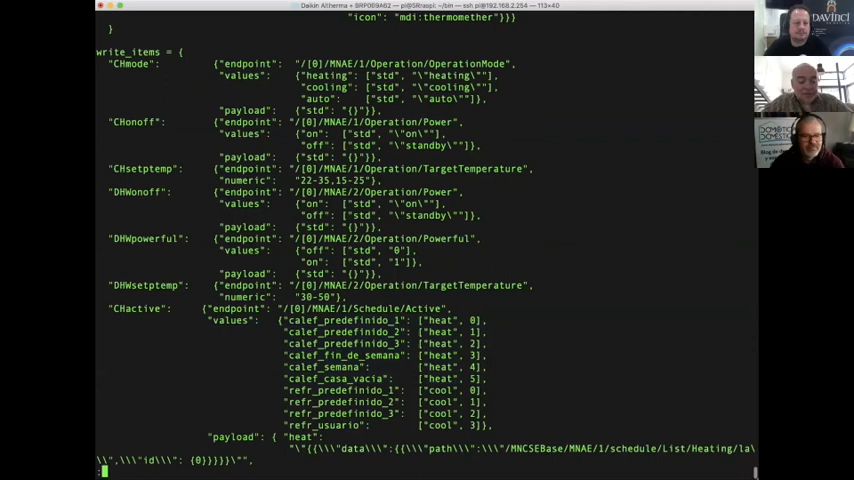 Daikin Altherma + BRP069A62 — pi@SRraspi: ~/bin — ssh pi@192.168.2.254 — 113×40
DAVINCI
"icon": "mdi:thermomether"}}}
}
write_items = {
"CHmode": {"endpoint": "/[0]/MNAE/1/Operation/OperationMode",
"values": {"heating": ["std", "\"heating\""],
"cooling": ["std", "\"cooling\""],
"auto": ["std", "\"auto\""]},
"payload": {"std": "{}"}},
"CHonoff": {"endpoint": "/[0]/MNAE/1/Operation/Power",
"values": {"on": ["std", "\"on\""],
"off": ["std", "\"standby\""]},
"payload": {"std": "{}"}},
"CHsetptemp": {"endpoint": "/[0]/MNAE/1/Operation/TargetTemperature",
"numeric": "22-35,15-25"},
"DHWonoff": {"endpoint": "/[0]/MNAE/2/Operation/Power",
"values": {"on": ["std", "\"on\""],
"off": ["std", "\"standby\""]},
"payload": {"std": "{}"}},
"DHWpowerful": {"endpoint": "/[0]/MNAE/2/Operation/Powerful",
"values": {"off": ["std", "0"],
"on": ["std", "1"]},
"payload": {"std": "{}"}},
"DHWsetptemp": {"endpoint": "/[0]/MNAE/2/Operation/TargetTemperature",
"numeric": "30-50"},
"CHactive": {"endpoint": "/[0]/MNAE/1/Schedule/Active",
"values": {"calef_predefinido_1": ["heat", 0],
"calef_predefinido_2": ["heat", 1],
"calef_predefinido_3": ["heat", 2],
"calef_fin_de_semana": ["heat", 3],
"calef_semana": ["heat", 4],
"calef_casa_vacia": ["heat", 5],
"refr_predefinido_1": ["cool", 0],
"refr_predefinido_2": ["cool", 1],
"refr_predefinido_3": ["cool", 2],
"refr_usuario": ["cool", 3]},
"payload": { "heat":
"\"{{\\\"data\\\":{{\\\"path\\\":\\\"/MNCSEBase/MNAE/1/schedule/List/Heating/la\
\\",\\\"id\\\": {0}}}}}\"",
: